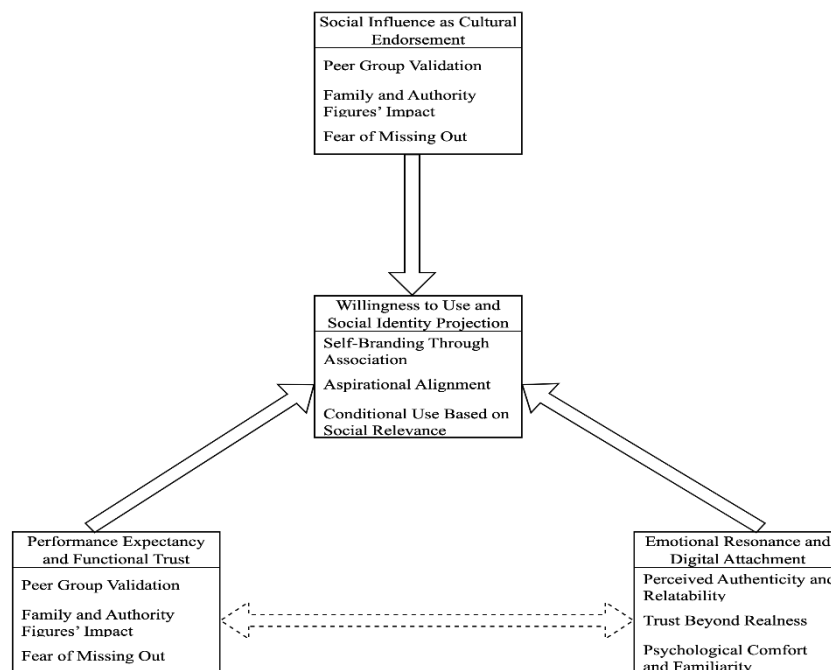 Social Influence as Cultural
Endorsement
Peer Group Validation
Family and Authority
Figures' Impact
Fear of Missing Out
Willingness to Use and
Social Identity Projection
Self-Branding Through
Association
Aspirational Alignment
Conditional Use Based on
Social Relevance
Performance Expectancy
and Functional Trust
Peer Group Validation
Family and Authority
Figures' Impact
Fear of Missing Out
Emotional Resonance and
Digital Attachment
Perceived Authenticity and
Relatability
Trust Beyond Realness
Psychological Comfort
and Familiarity